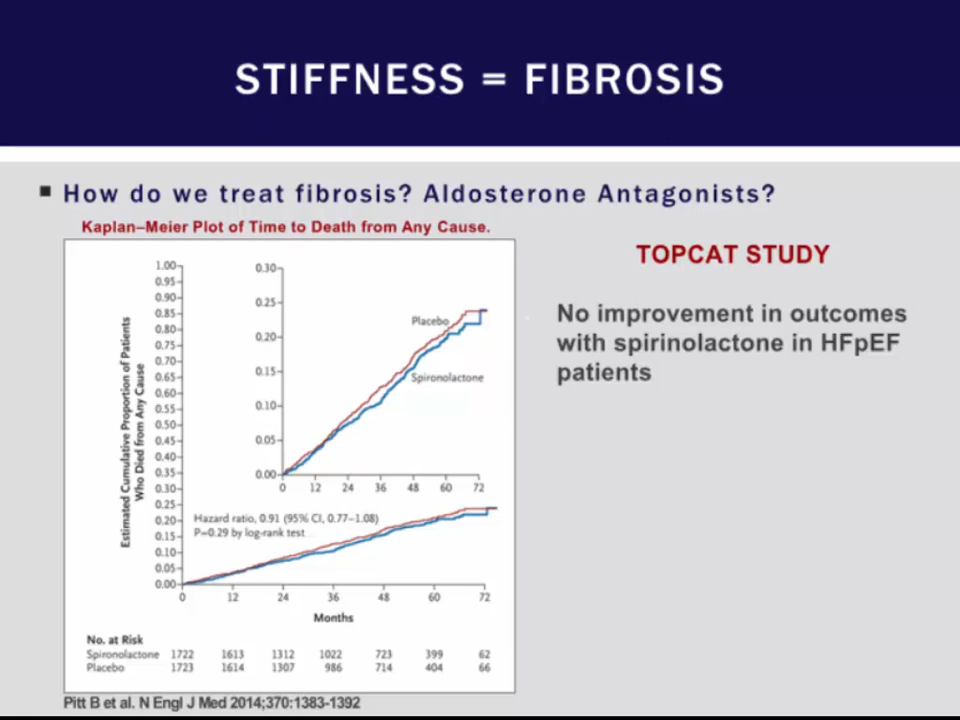 STIFFNESS = FIBROSIS
How do we treat fibrosis? Aldosterone Antagonists?
Kaplan–Meier Plot of Time to Death from Any Cause.
TOPCAT STUDY
No improvement in outcomes
with spirinolactone in HFpEF
patients
Estimated Cumulative Proportion of Patients
Who Died from Any Cause
1.00
0.95
0.90
0.85
0.80
0.75
0.70
0.65
0.60
0.55
0.50
0.45
0.40
0.35
0.30
0.25
0.20
0.15
0.10
0.05
0.00
0.30
0.25
0.20
0.15
0.10
0.05
0.00
Placebo
Spironolactone
0 12 24 36 48 60 72
Hazard ratio, 0.91 (95% CI, 0.77–1.08)
P=0.29 by log-rank test
0 12 24 36 48 60 72
Months
No. at Risk
Spironolactone 1722 1613 1312 1022 723 399 62
Placebo 1723 1614 1307 986 714 404 66
Pitt B et al. N Engl J Med 2014;370:1383-1392